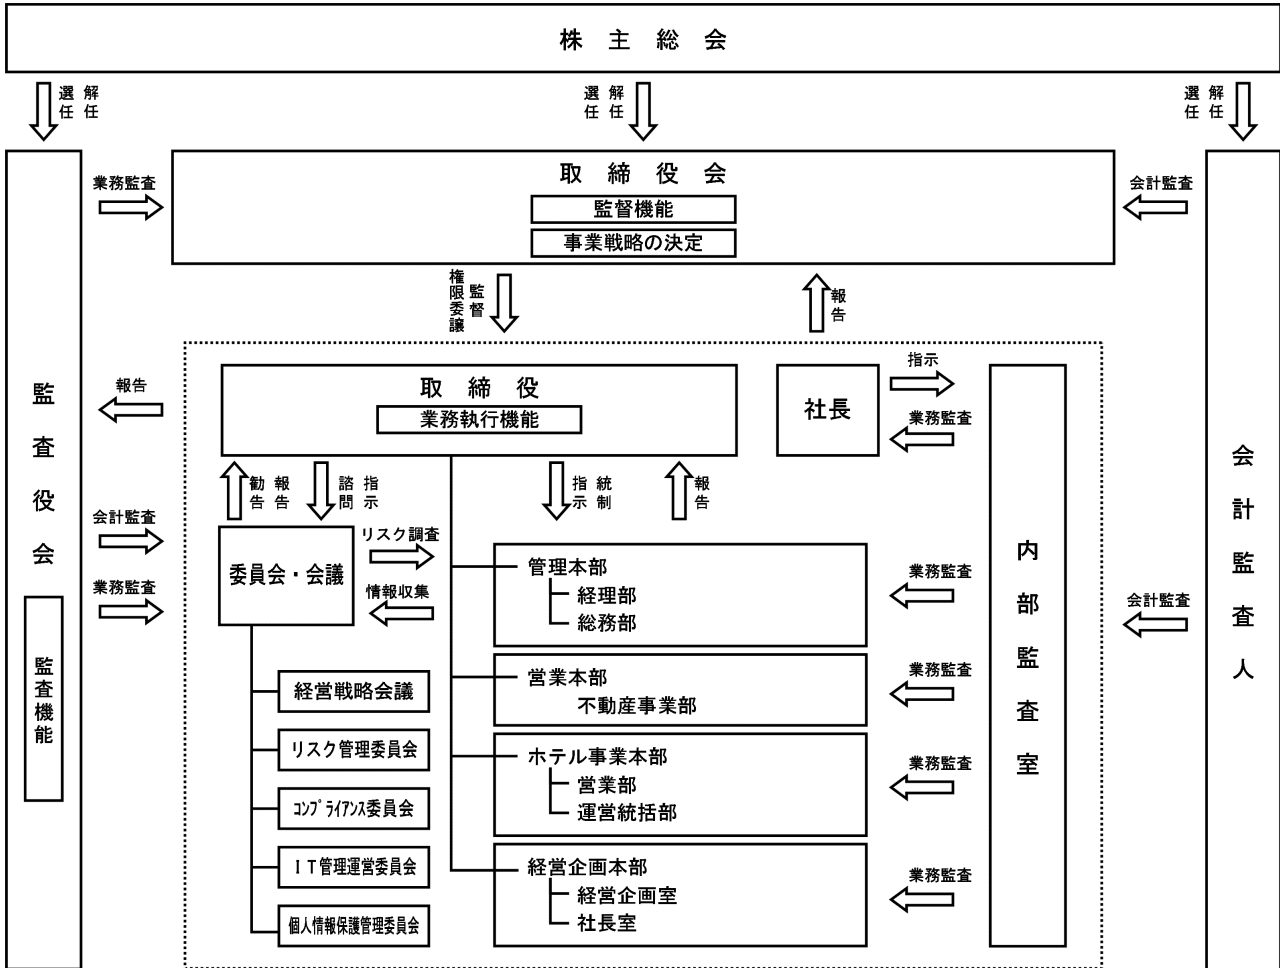 株主総会
選任 解任
選任 解任
選任 解任
業務監査
取締役会
監督機能
事業戦略の決定
会計監査
権限委譲
監督
報告
監査役会
監査機能
報告
会計監査
業務監査
取締役
業務執行機能
社長
指示
業務監査
勧告 報告
諮問 指示
指示 統制
報告
委員会・会議
リスク調査
情報収集
経営戦略会議
リスク管理委員会
コンプライアンス委員会
IT管理運営委員会
個人情報保護管理委員会
管理本部
経理部
総務部
業務監査
営業本部
不動産事業部
業務監査
ホテル事業本部
営業部
運営統括部
業務監査
経営企画本部
経営企画室
社長室
業務監査
内部監査室
会計監査
会計監査人